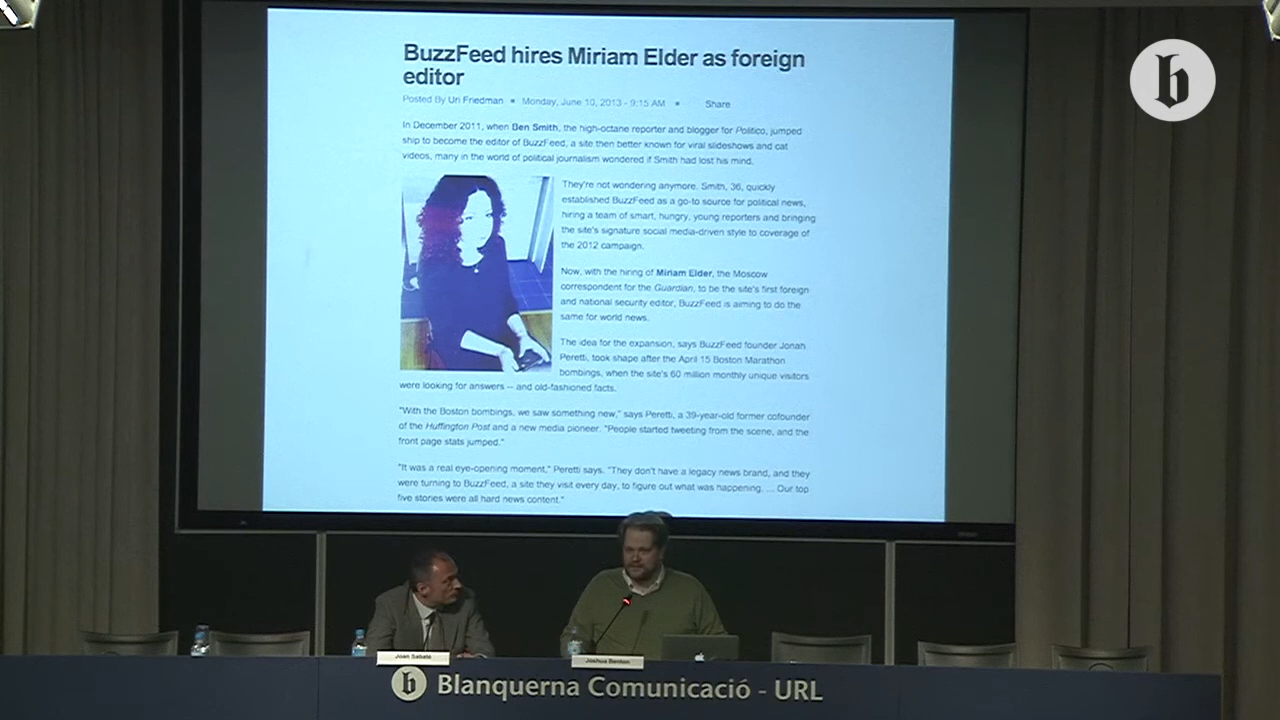 BuzzFeed hires Miriam Elder as foreign
editor
Posted By Uri Friedman ■ Monday, June 10, 2013 - 9:15 AM ■ Share
In December 2011, when Ben Smith, the high-octane reporter and blogger for Politico, jumped
ship to become the editor of BuzzFeed, a site then better known for viral slideshows and cat
videos, many in the world of political journalism wondered if Smith had lost his mind.
They're not wondering anymore. Smith, 36, quickly
established BuzzFeed as a go-to source for political news,
hiring a team of smart, hungry, young reporters and bringing
the site's signature social media-driven style to coverage of
the 2012 campaign.
Now, with the hiring of Miriam Elder, the Moscow
correspondent for the Guardian, to be the site's first foreign
and national security editor, BuzzFeed is aiming to do the
same for world news.
The idea for the expansion, says BuzzFeed founder Jonah
Peretti, took shape after the April 15 Boston Marathon
bombings, when the site's 60 million monthly unique visitors
were looking for answers -- and old-fashioned facts.
"With the Boston bombings, we saw something new," says Peretti, a 39-year-old former cofounder
of the Huffington Post and a new media pioneer. "People started tweeting from the scene, and the
front page stats jumped."
"It was a real eye-opening moment," Peretti says. "They don't have a legacy news brand, and they
were turning to BuzzFeed, a site they visit every day, to figure out what was happening. ... Our top
five stories were all hard news content."
b
Joan Sabaté
Joshua Benton
b Blanquerna Comunicació - URL